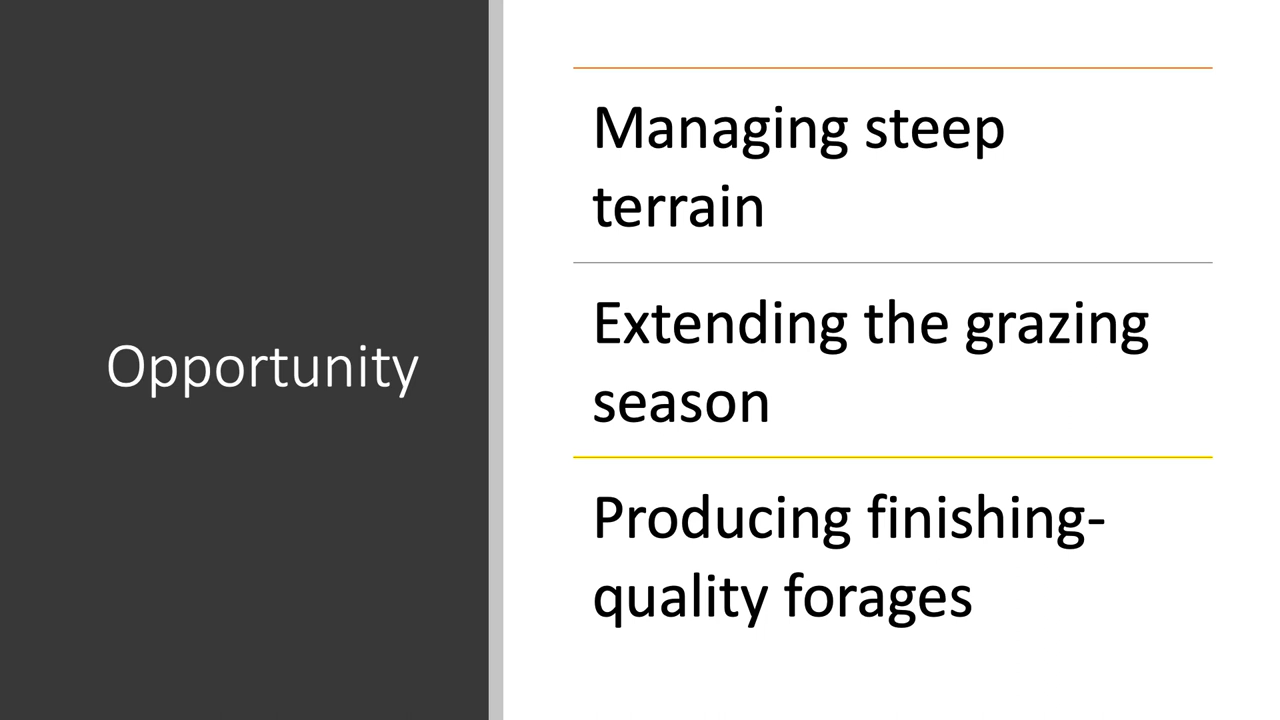 Opportunity
Managing steep
terrain
Extending the grazing
season
Producing finishing-
quality forages